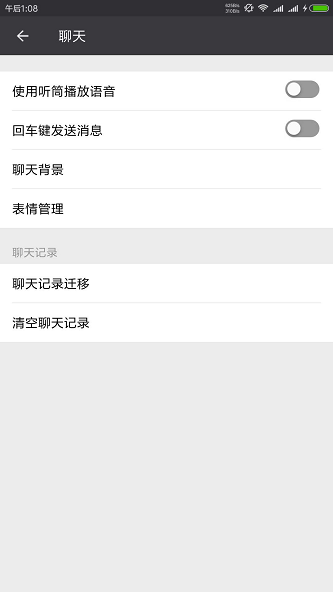 午后1:08
625B/s
310B/s
聊天
使用听筒播放语音
回车键发送消息
聊天背景
表情管理
聊天记录
聊天记录迁移
清空聊天记录